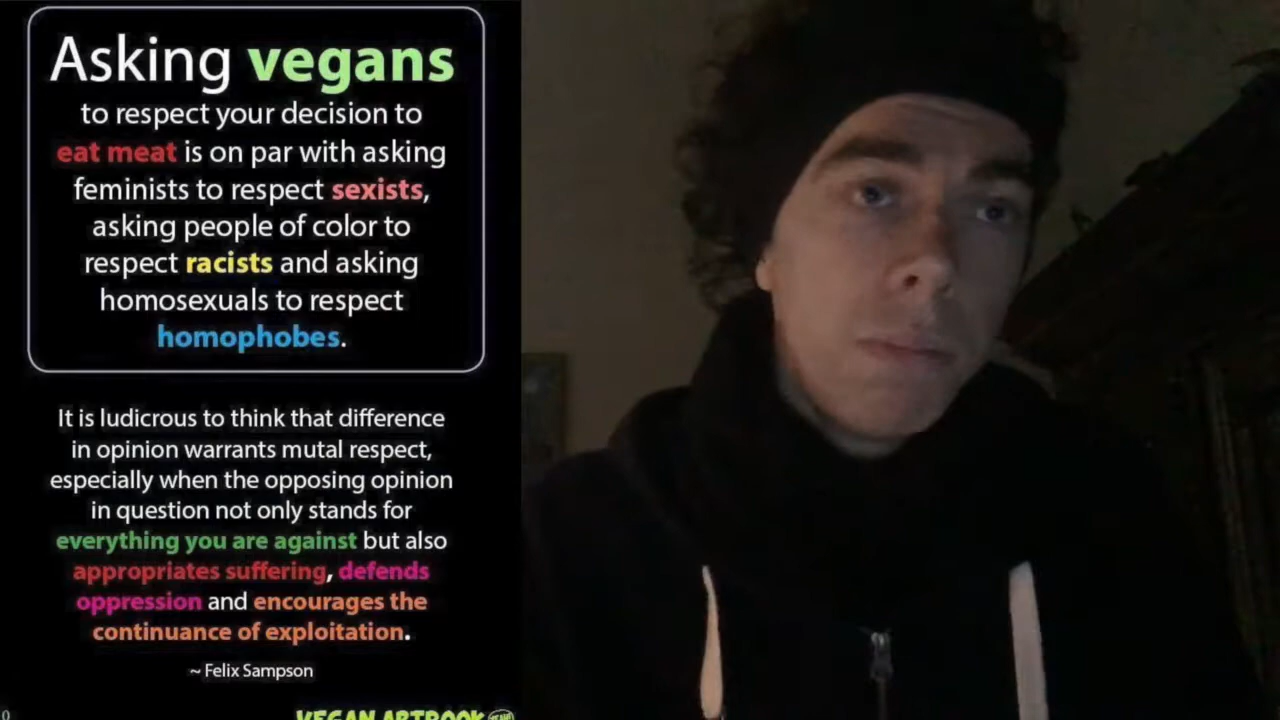 Asking vegans
to respect your decision to
eat meat is on par with asking
feminists to respect sexists,
asking people of color to
respect racists and asking
homosexuals to respect
homophobes.
It is ludicrous to think that difference
in opinion warrants mutal respect,
especially when the opposing opinion
in question not only stands for
everything you are against but also
appropriates suffering, defends
oppression and encourages the
continuance of exploitation.
~ Felix Sampson
0
VEGAN ARTBOOK